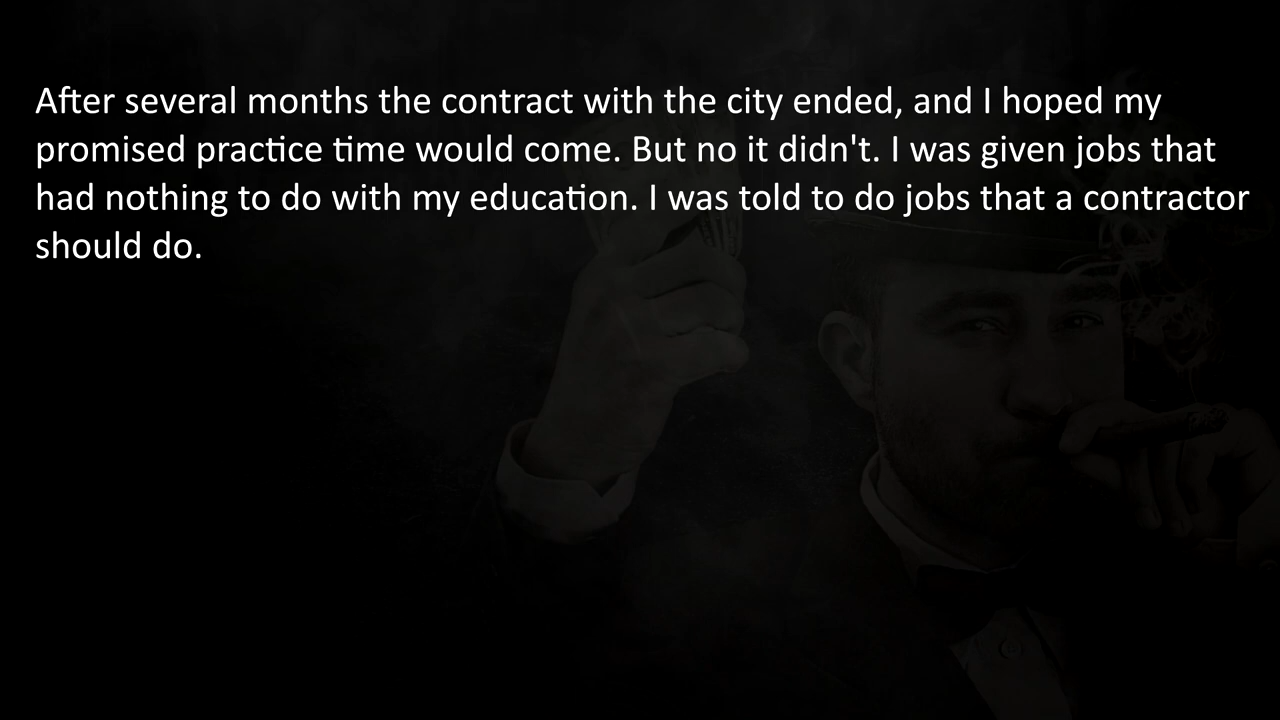 After several months the contract with the city ended, and I hoped my
promised practice time would come. But no it didn't. I was given jobs that
had nothing to do with my education. I was told to do jobs that a contractor
should do.